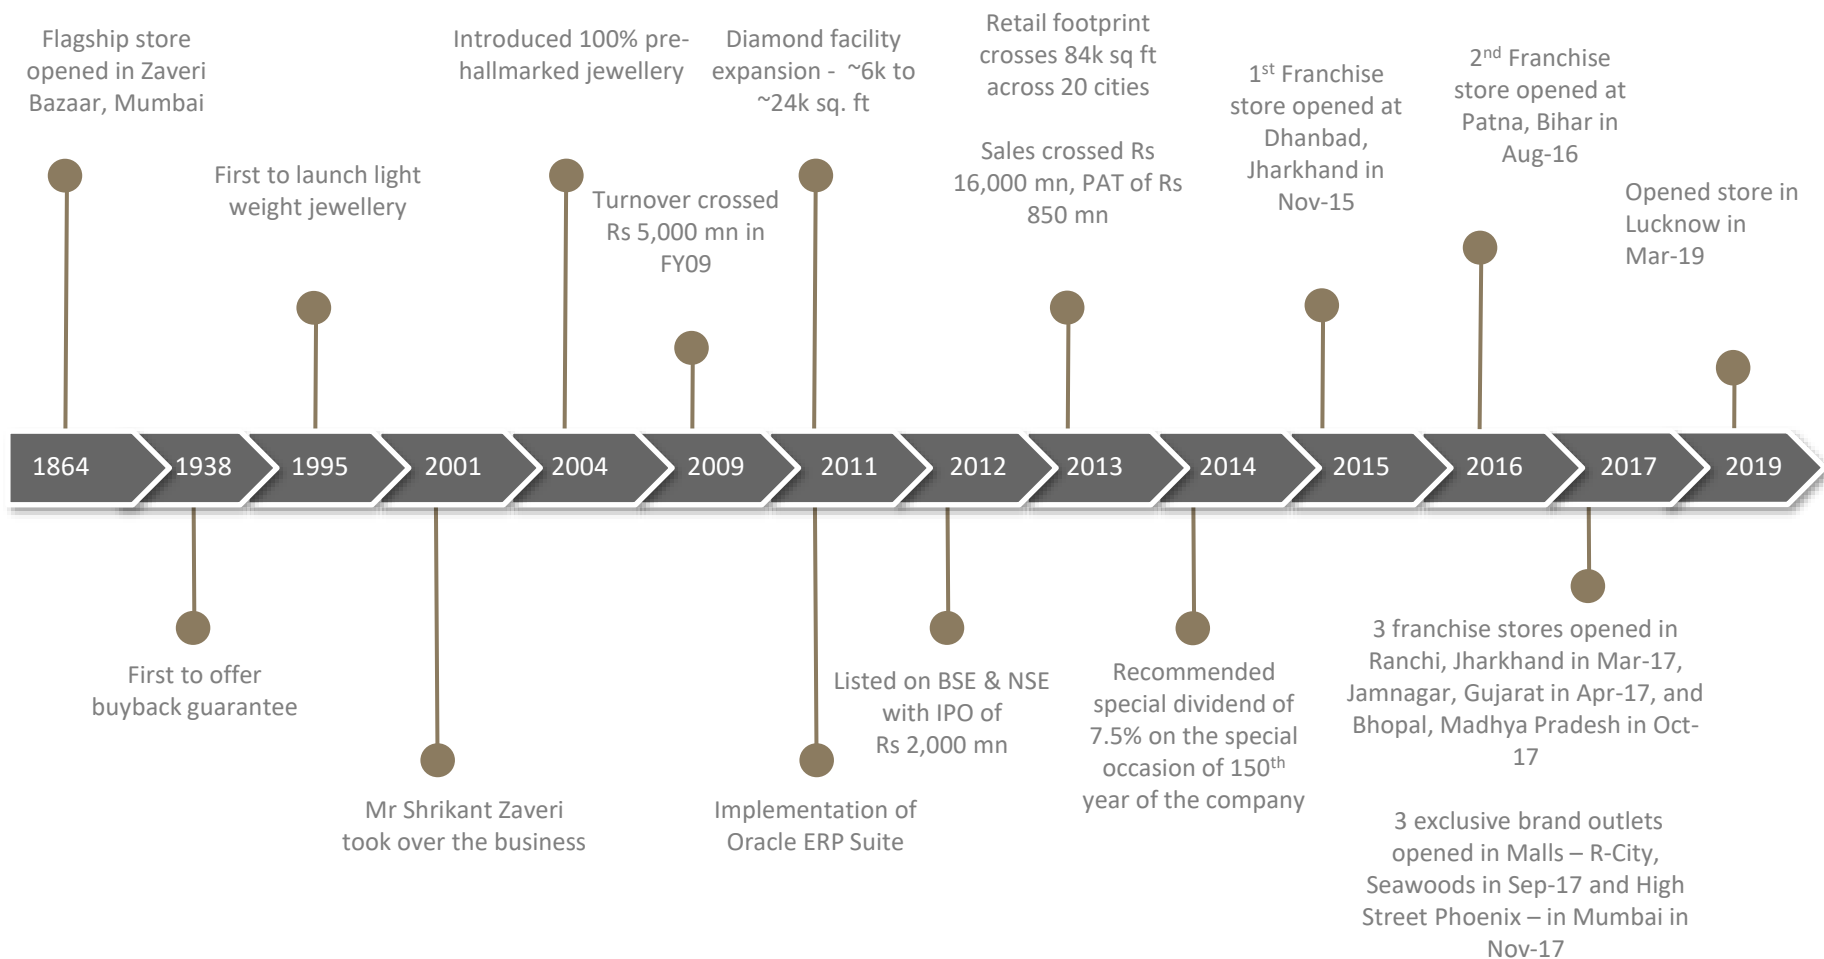 Flagship store
opened in Zaveri
Bazaar, Mumbai
First to launch light
weight jewellery
Introduced 100% pre-
hallmarked jewellery
Turnover crossed
Rs 5,000 mn in
FY09
Diamond facility
expansion - ~6k to
~24k sq. ft
Retail footprint
crosses 84k sq ft
across 20 cities
Sales crossed Rs
16,000 mn, PAT of Rs
850 mn
1st Franchise
store opened at
Dhanbad,
Jharkhand in
Nov-15
2nd Franchise
store opened at
Patna, Bihar in
Aug-16
Opened store in
Lucknow in
Mar-19
1864 1938 1995 2001 2004 2009 2011 2012 2013 2014 2015 2016 2017 2019
First to offer
buyback guarantee
Mr Shrikant Zaveri
took over the business
Implementation of
Oracle ERP Suite
Listed on BSE & NSE
with IPO of
Rs 2,000 mn
Recommended
special dividend of
7.5% on the special
occasion of 150th
year of the company
3 franchise stores opened in
Ranchi, Jharkhand in Mar-17,
Jamnagar, Gujarat in Apr-17, and
Bhopal, Madhya Pradesh in Oct-
17
3 exclusive brand outlets
opened in Malls – R-City,
Seawoods in Sep-17 and High
Street Phoenix – in Mumbai in
Nov-17